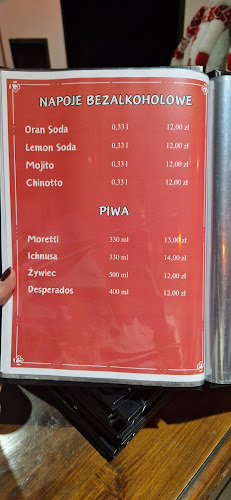 NAPOJE BEZALKOHOLOWE
Oran Soda 0,33 l 12,00 zł
Lemon Soda 0,33 l 12,00 zł
Mojito 0,33 l 12,00 zł
Chinotto 0,33 l 12,00 zł
PIWA
Moretti 330 ml 13,00 zł
Ichnusa 330 ml 14,00 zł
Żywiec 500 ml 12,00 zł
Desperados 400 ml 12,00 zł